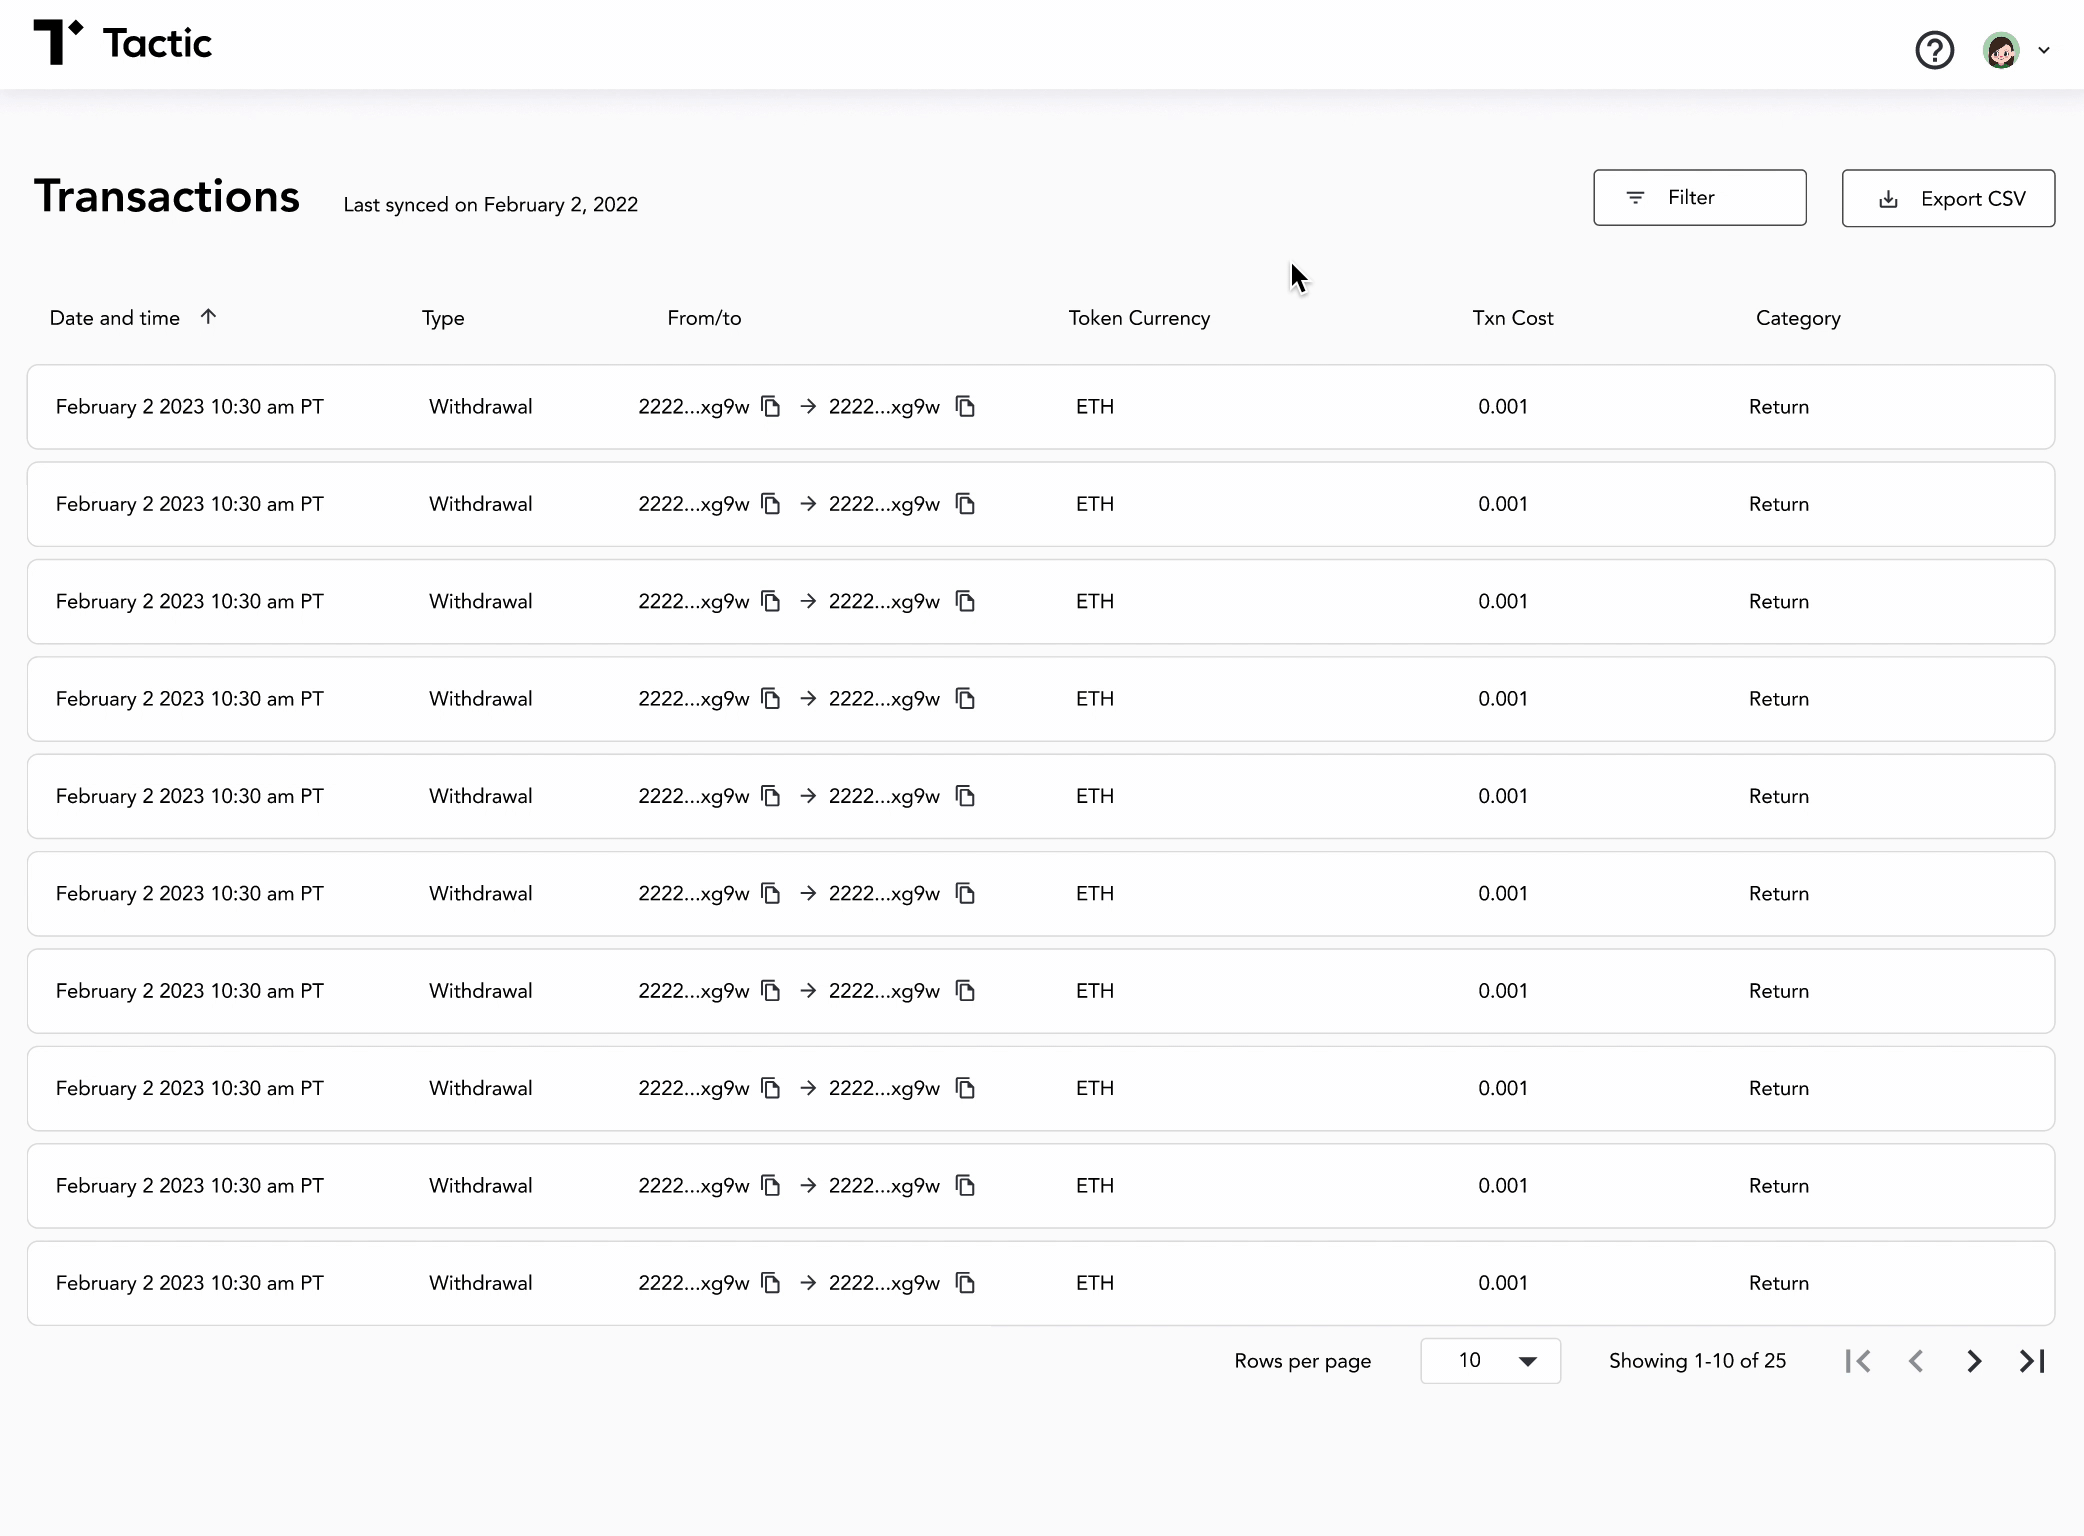 Tactic
Transactions Last synced on February 2, 2022 Filter Export CSV
Date and time Type From/to Token Currency Txn Cost Category
February 2 2023 10:30 am PT Withdrawal 2222...xg9w 2222...xg9w ETH 0.001 Return
February 2 2023 10:30 am PT Withdrawal 2222...xg9w 2222...xg9w ETH 0.001 Return
February 2 2023 10:30 am PT Withdrawal 2222...xg9w 2222...xg9w ETH 0.001 Return
February 2 2023 10:30 am PT Withdrawal 2222...xg9w 2222...xg9w ETH 0.001 Return
February 2 2023 10:30 am PT Withdrawal 2222...xg9w 2222...xg9w ETH 0.001 Return
February 2 2023 10:30 am PT Withdrawal 2222...xg9w 2222...xg9w ETH 0.001 Return
February 2 2023 10:30 am PT Withdrawal 2222...xg9w 2222...xg9w ETH 0.001 Return
February 2 2023 10:30 am PT Withdrawal 2222...xg9w 2222...xg9w ETH 0.001 Return
February 2 2023 10:30 am PT Withdrawal 2222...xg9w 2222...xg9w ETH 0.001 Return
February 2 2023 10:30 am PT Withdrawal 2222...xg9w 2222...xg9w ETH 0.001 Return
Rows per page 10 Showing 1-10 of 25